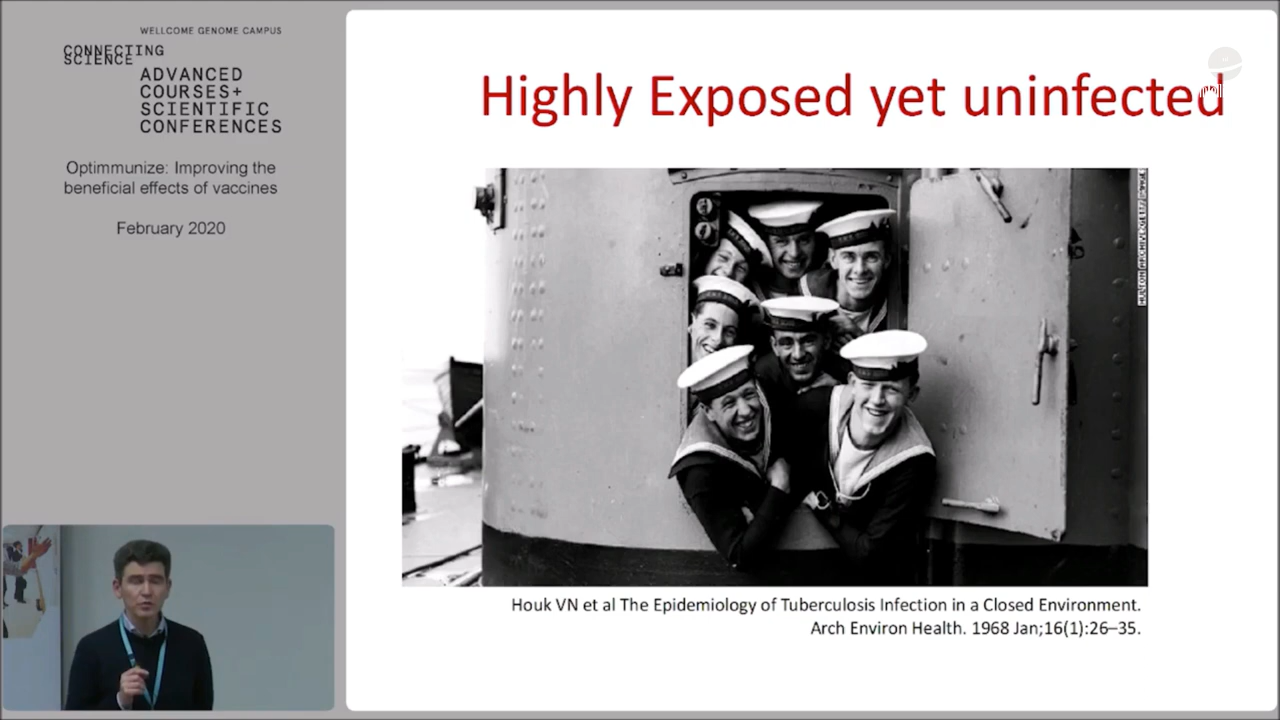 WELLCOME GENOME CAMPUS
CONNECTING
SCIENCE
ADVANCED
COURSES+
SCIENTIFIC
CONFERENCES
Optimmunize: Improving the
beneficial effects of vaccines
February 2020
Highly Exposed yet uninfected
Houk VN et al The Epidemiology of Tuberculosis Infection in a Closed Environment.
Arch Environ Health. 1968 Jan;16(1):26–35.